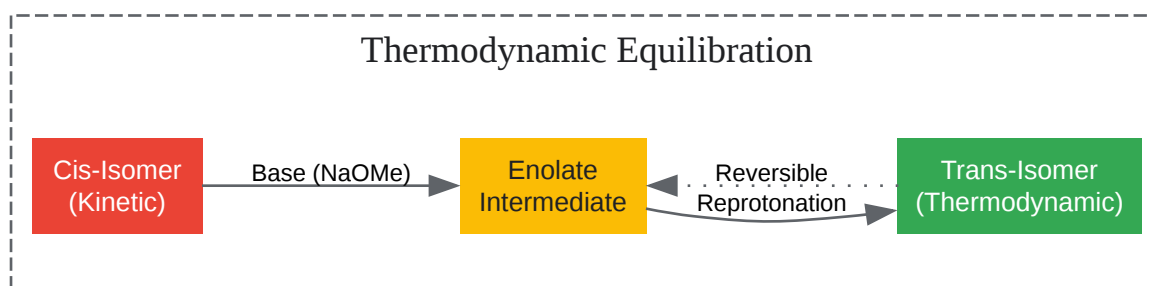 Thermodynamic Equilibration
Cis-Isomer
(Kinetic)
Base (NaOMe)
Enolate
Intermediate
Reversible
Reprotonation
Trans-Isomer
(Thermodynamic)